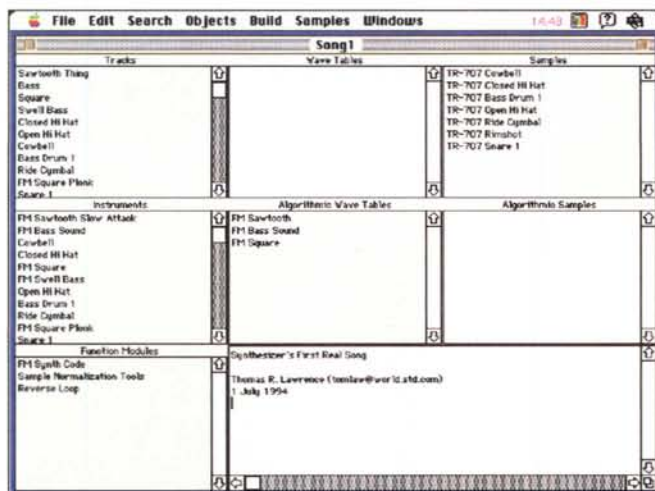 File Edit Search Objects Build Samples Windows 14:43
Song1
Tracks
Sawtooth Thing
Bass
Square
Swell Bass
Closed Hi Hat
Open Hi Hat
Cowbell
Bass Drum 1
Ride Cymbal
FM Square Plonk
Snare 1
Wave Tables
Samples
TR-707 Cowbell
TR-707 Closed Hi Hat
TR-707 Bass Drum 1
TR-707 Open Hi Hat
TR-707 Ride Cymbal
TR-707 Rimshot
TR-707 Snare 1
Instruments
FM Sawtooth Slow Attack
FM Bass Sound
Cowbell
Closed Hi Hat
FM Square
FM Swell Bass
Open Hi Hat
Bass Drum 1
Ride Cymbal
FM Square Plonk
Snare 1
Algorithmic Wave Tables
FM Sawtooth
FM Bass Sound
FM Square
Algorithmic Samples
Function Modules
FM Synth Code
Sample Normalization Tools
Reverse Loop
Synthesizer's First Real Song
Thomas R. Lawrence (tomlaw@world.std.com)
1 July 1994